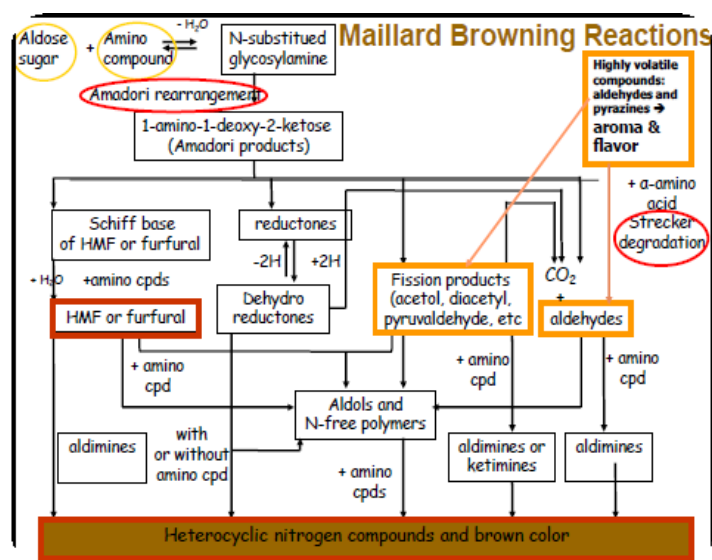 Maillard Browning Reactions
Aldose
sugar
+
Amino
compound
- H₂O
N-substitued
glycosylamine
Highly volatile
compounds:
aldehydes and
pyrazines →
aroma &
flavor
Amadori rearrangement
1-amino-1-deoxy-2-ketose
(Amadori products)
+ α-amino
acid
Strecker
degradation
Schiff base
of HMF or furfural
reductones
-2H
+2H
+ H₂O
+amino cpds
Fission products
(acetol, diacetyl,
pyruvaldehyde, etc
CO₂
+
HMF or furfural
Dehydro
reductones
aldehydes
+ amino
cpd
+ amino
cpd
+ amino
cpd
Aldols and
N-free polymers
aldimines
with
or without
amino cpd
+ amino
cpds
aldimines or
ketimines
aldimines
Heterocyclic nitrogen compounds and brown color